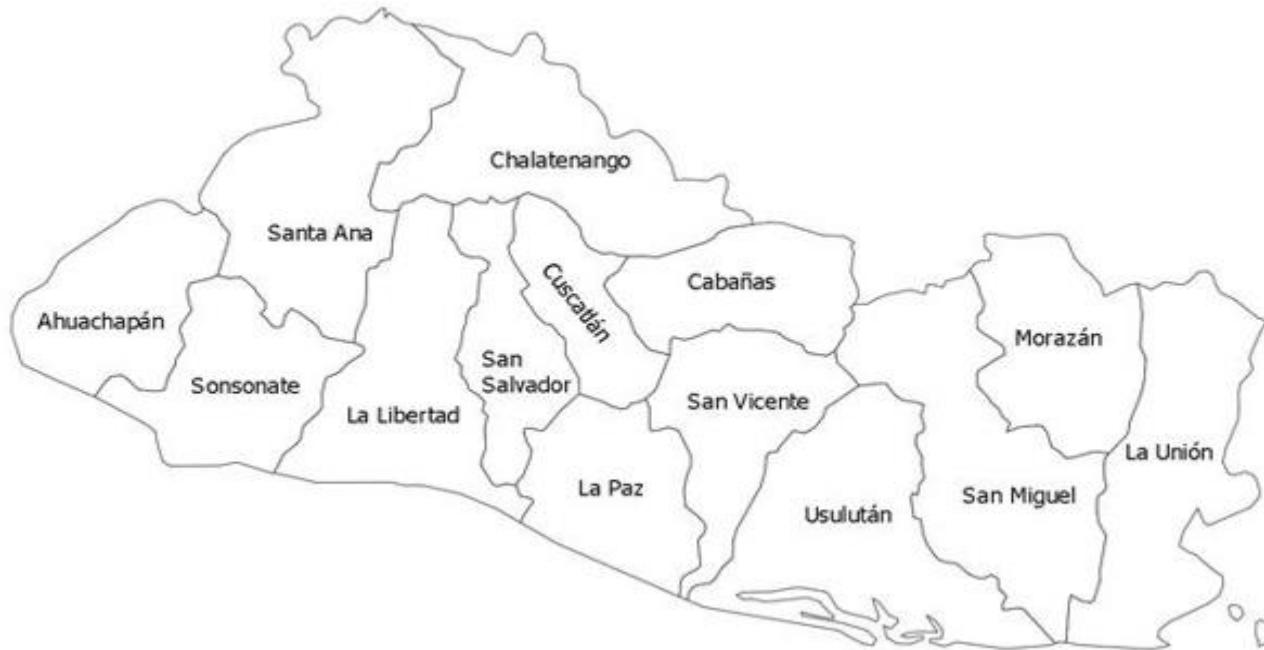 Chalatenango
Santa Ana
Cuscatlán
Cabañas
Ahuachapán
Morazán
San
Salvador
Sonsonate
La Libertad
San Vicente
La Unión
La Paz
San Miguel
Usulután